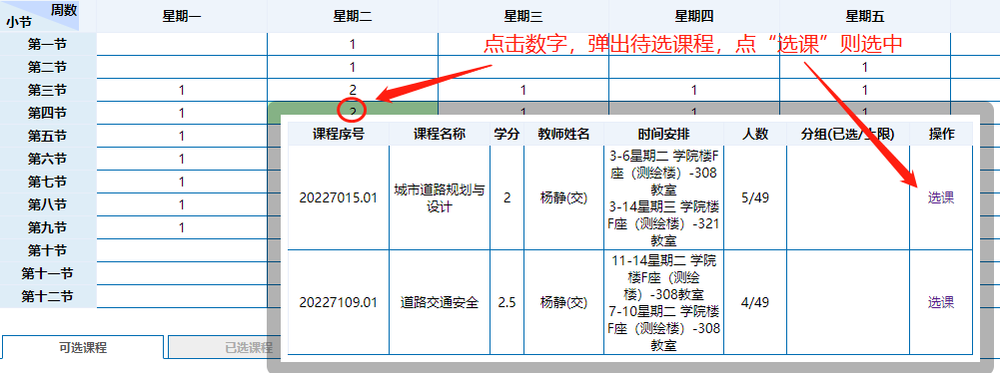 周数
小节
星期一 星期二 星期三 星期四 星期五
第一节 1
点击数字，弹出待选课程，点“选课”则选中
第二节 1 1
第三节 1 2 1 1 1
第四节 1 2 1 1 1
第五节 1
第六节 1
第七节 1
第八节 1
第九节 1
第十节
第十一节
第十二节
课程序号 课程名称 学分 教师姓名 时间安排 人数 分组(已选/上限) 操作
20227015.01 城市道路规划与
设计 2 杨静(交) 3-6星期二 学院楼F
座（测绘楼）-308
教室
3-14星期三 学院楼
F座（测绘楼）-321
教室 5/49 选课
20227109.01 道路交通安全 2.5 杨静(交) 11-14星期二 学院
楼F座（测绘
楼）-308教室
7-10星期二 学院楼
F座（测绘楼）-308
教室 4/49 选课
可选课程 已选课程